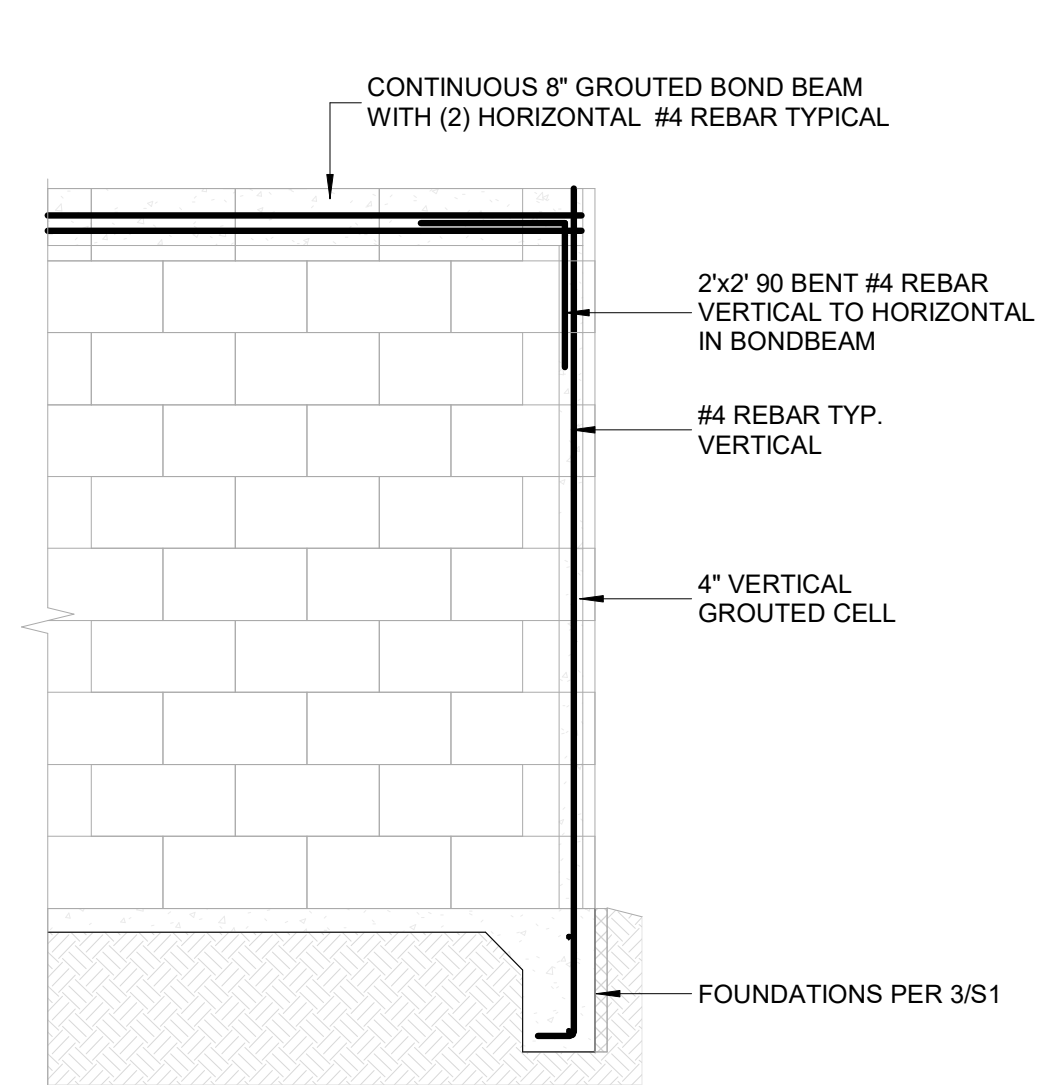 CONTINUOUS 8" GROUTED BOND BEAM
WITH (2) HORIZONTAL #4 REBAR TYPICAL
2'x2' 90 BENT #4 REBAR
VERTICAL TO HORIZONTAL
IN BONDBEAM
#4 REBAR TYP.
VERTICAL
4" VERTICAL
GROUTED CELL
FOUNDATIONS PER 3/S1